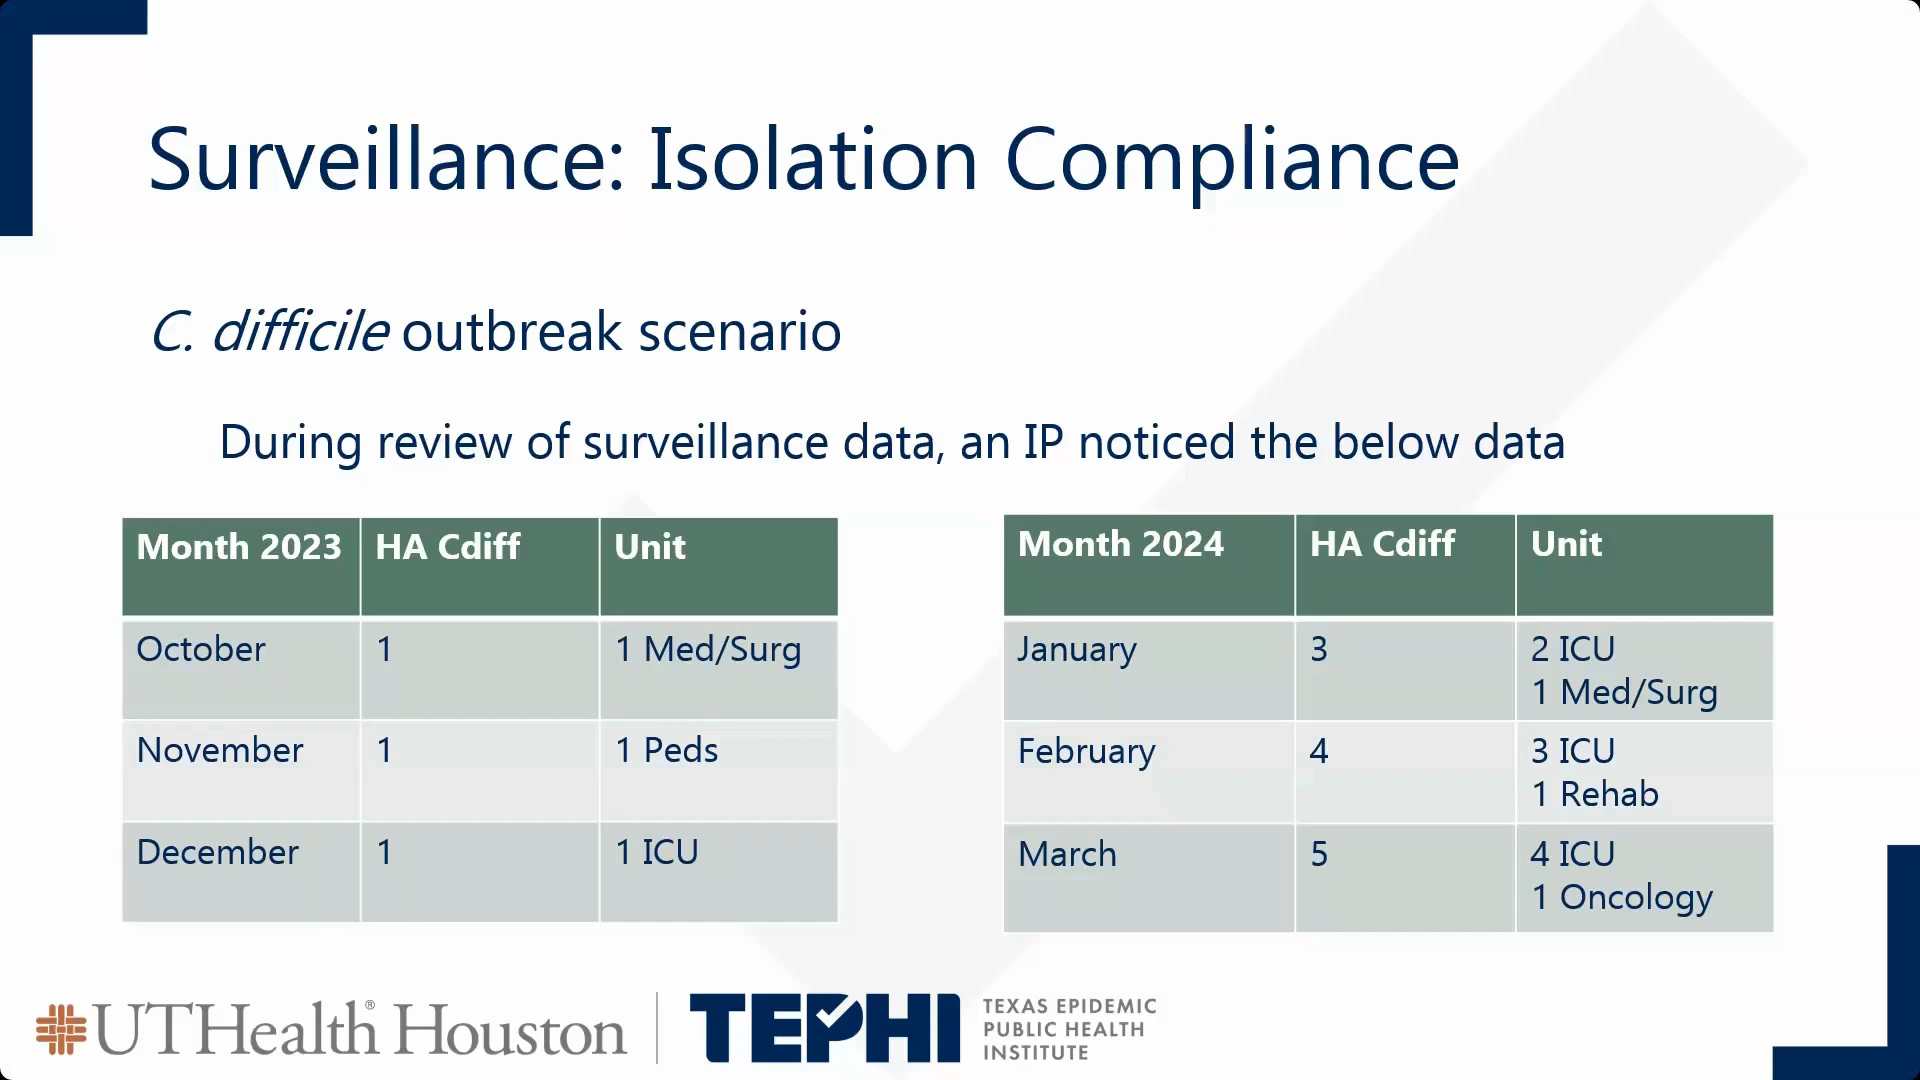 Surveillance: Isolation Compliance
C. difficile outbreak scenario
During review of surveillance data, an IP noticed the below data
Month 2023 HA Cdiff Unit
October 1 1 Med/Surg
November 1 1 Peds
December 1 1 ICU
Month 2024 HA Cdiff Unit
January 3 2 ICU
1 Med/Surg
February 4 3 ICU
1 Rehab
March 5 4 ICU
1 Oncology
UTHealth® Houston
TEPHI
TEXAS EPIDEMIC
PUBLIC HEALTH
INSTITUTE